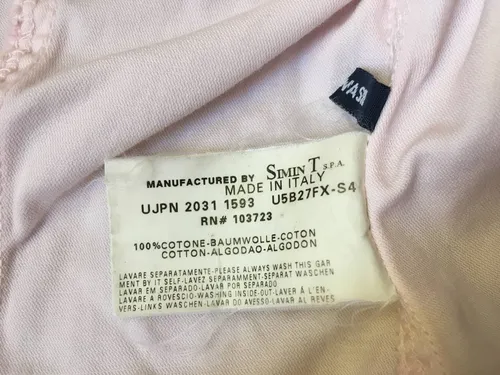 VASI
MANUFACTURED BY SIMIN T S.P.A.
MADE IN ITALY
UJPN 2031 1593 U5B27FX-S4
RN# 103723
100%COTONE-BAUMWOLLE-COTON
COTTON-ALGODAO-ALGODON
LAVARE SEPARATAMENTE-PLEASE ALWAYS WASH THIS GAR
MENT BY IT SELF-LAVEZ SEPARAMMENT-SEPARAT WASCHEN
LAVAR EM SEPARADO-LAVAR POR SEPARADO
LAVARE A ROVESCIO-WASHING INSIDE-OUT-LAVER A L'EN-
VERS-LINKS WASCHEN-LAVAR DO AVESSO-LAVAR AL REVES